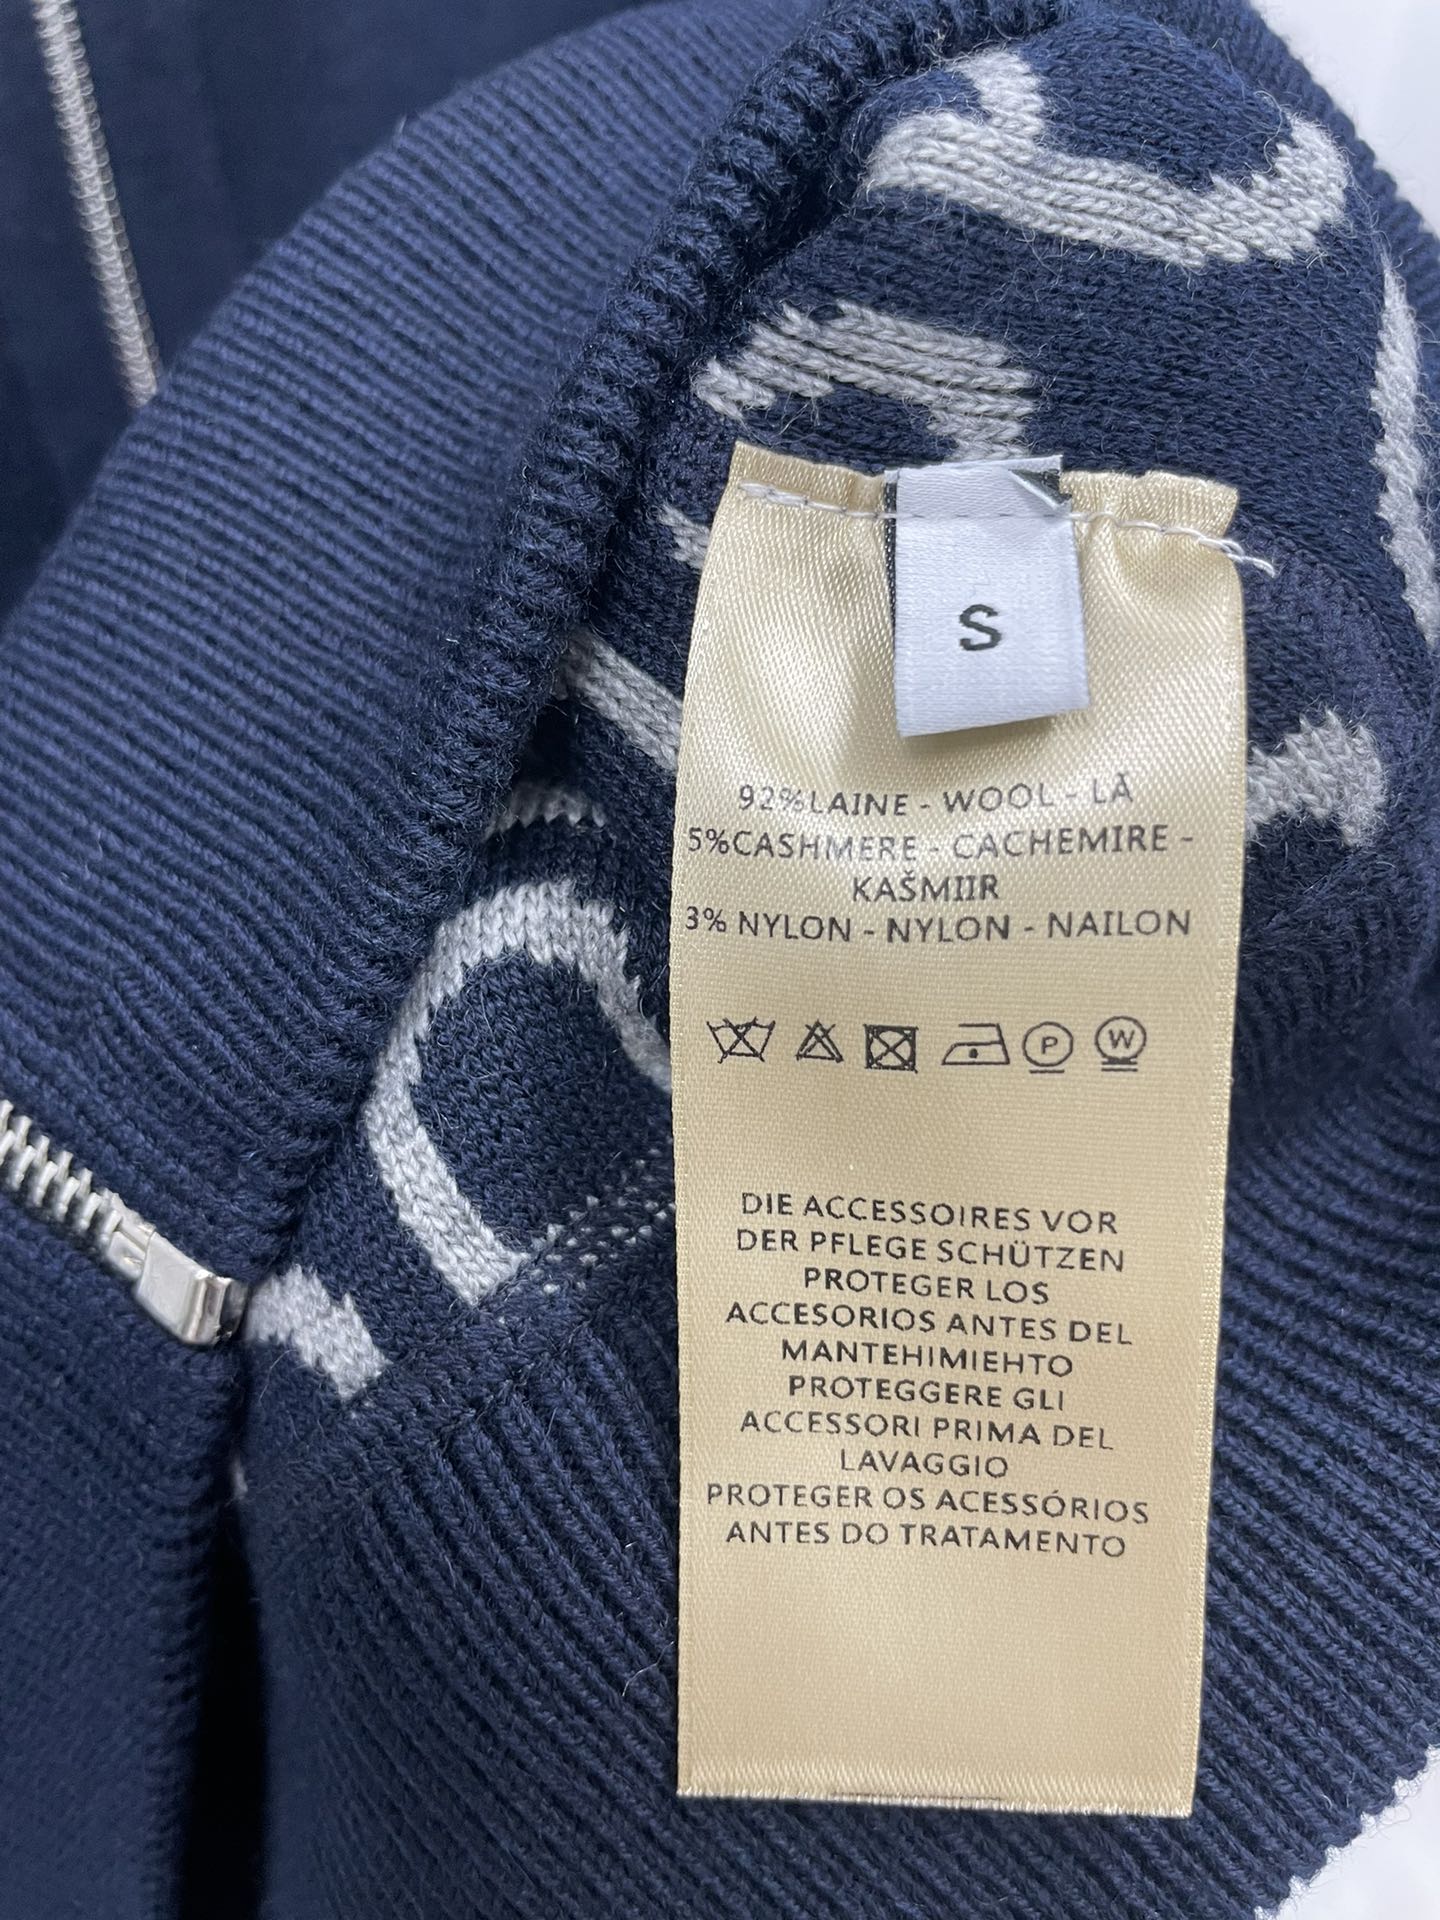 S
92%LAINE - WOOL - LÃ
5%CASHMERE - CACHEMIRE -
KAŠMIIR
3% NYLON - NYLON - NAILON
P W
DIE ACCESSOIRES VOR
DER PFLEGE SCHÜTZEN
PROTEGER LOS
ACCESORIOS ANTES DEL
MANTEHIMIEHTO
PROTEGGERE GLI
ACCESSORI PRIMA DEL
LAVAGGIO
PROTEGER OS ACESSÓRIOS
ANTES DO TRATAMENTO